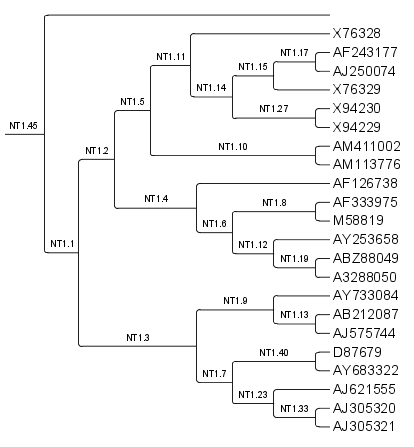 X76328
NT1.11
NT1.17
AF243177
NT1.15
AJ250074
NT1.14
X76329
NT1.5
NT1.27
X94230
X94229
NT1.45
NT1.10
AM411002
NT1.2
AM113776
AF126738
NT1.4
NT1.8
AF333975
NT1.6
M58819
NT1.12
AY253658
NT1.1
NT1.19
ABZ88049
A3288050
NT1.9
AY733084
NT1.13
AB212087
NT1.3
AJ575744
NT1.40
D87679
NT1.7
AY683322
NT1.23
AJ621555
NT1.33
AJ305320
AJ305321